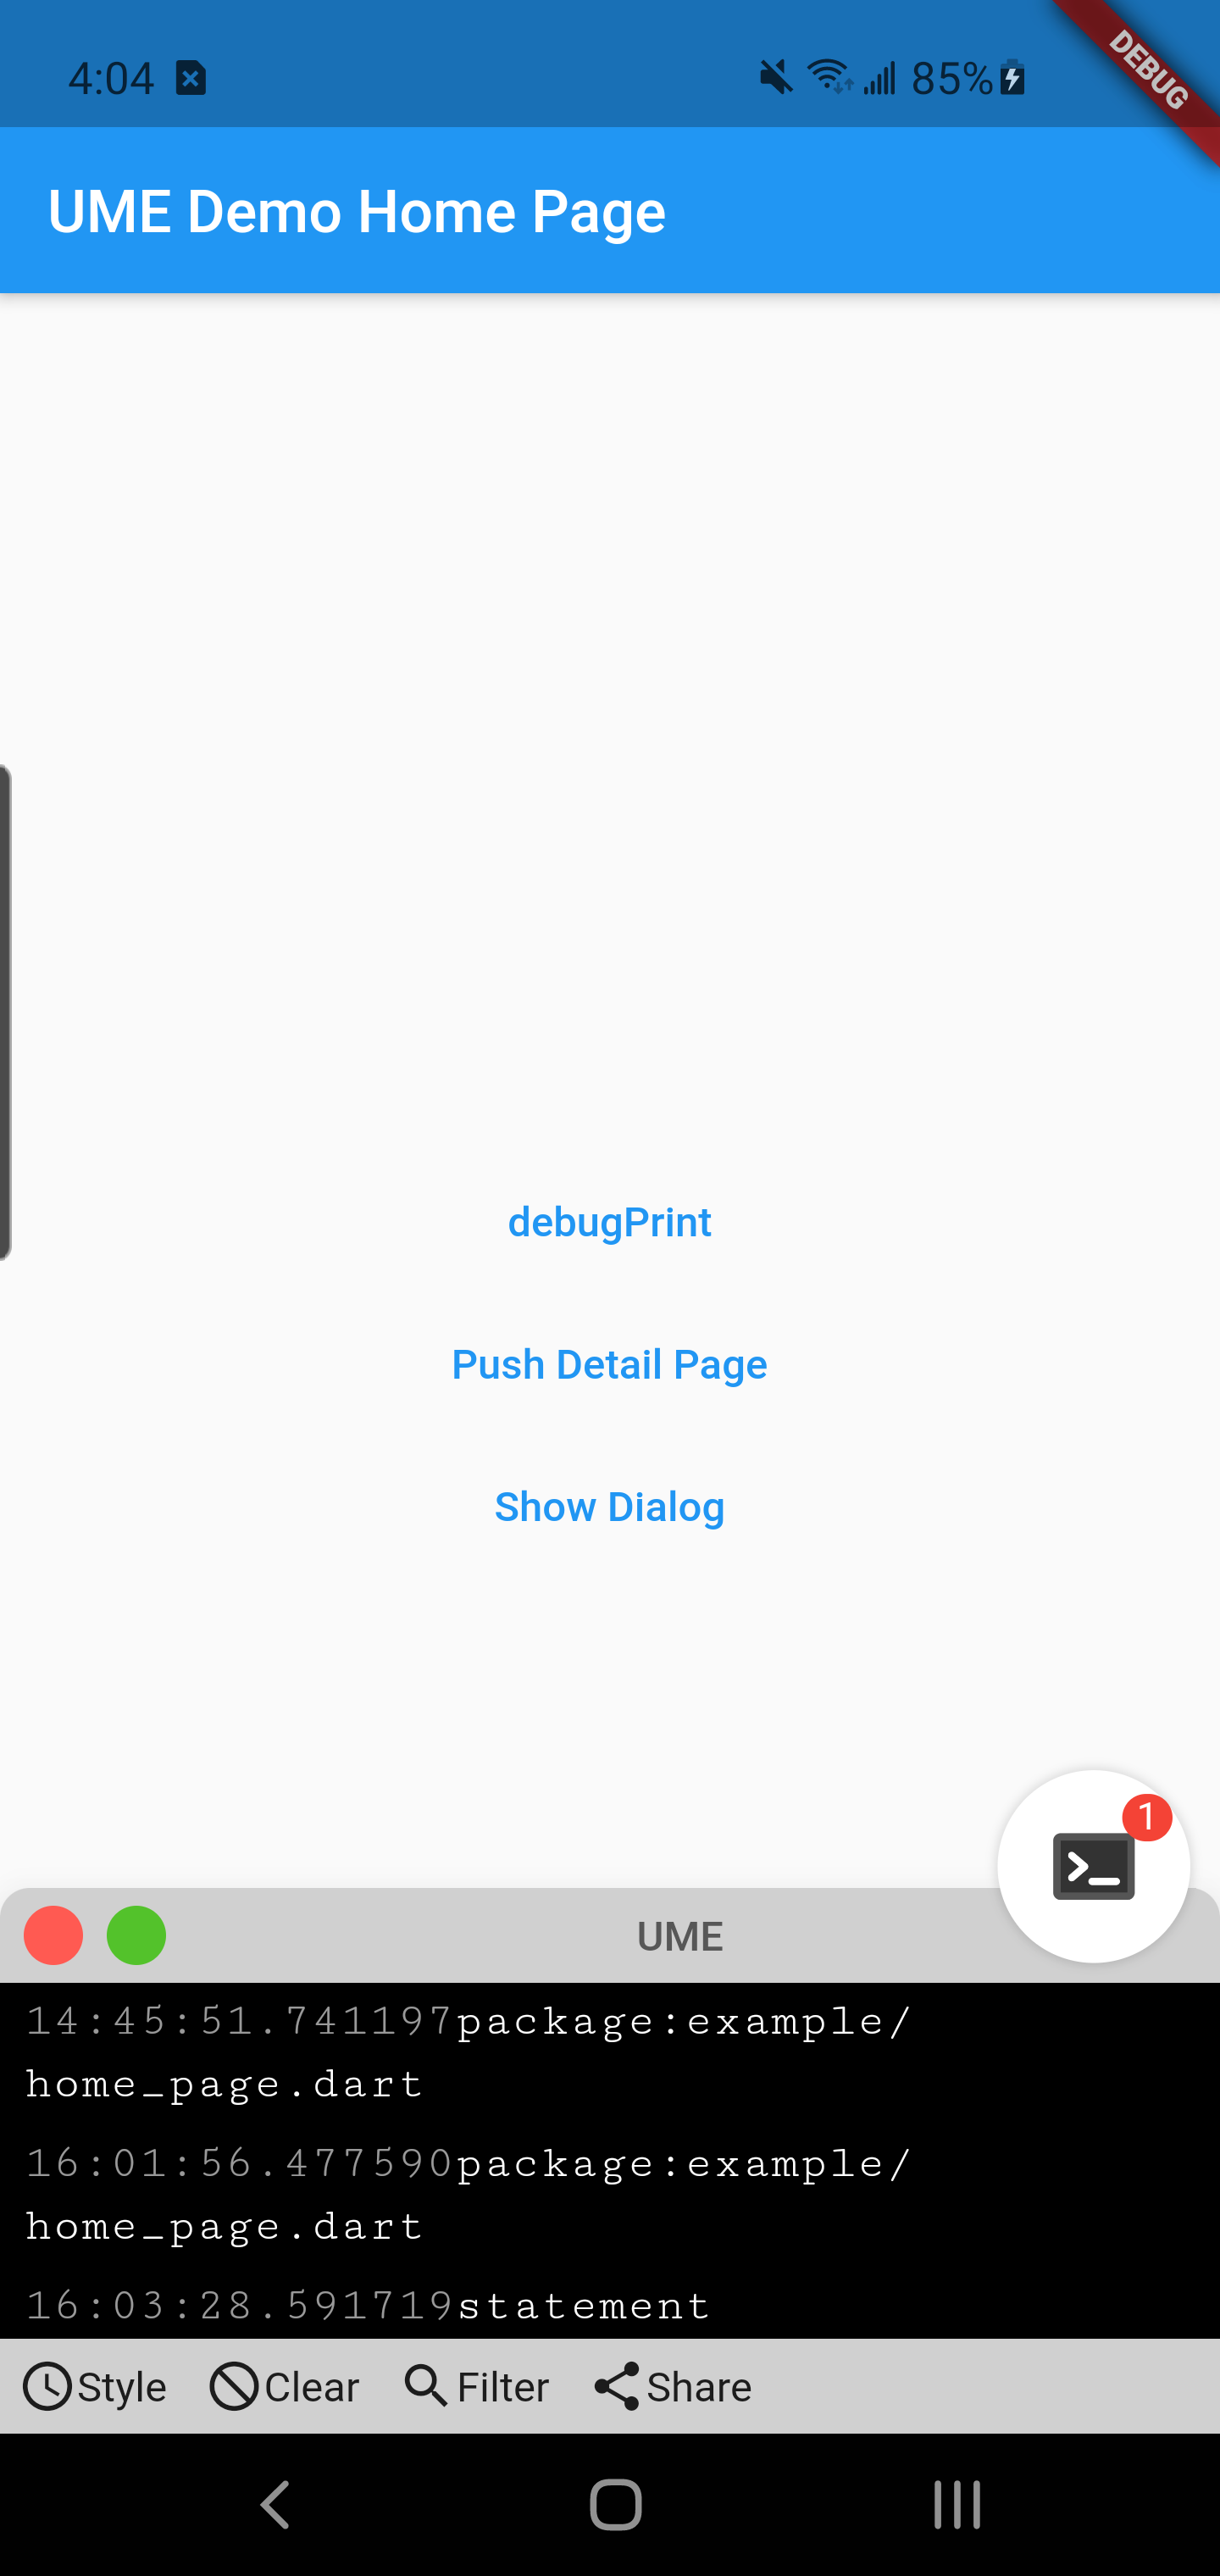 4:04
85%
DEBUG
UME Demo Home Page
debugPrint
Push Detail Page
Show Dialog
1
UME
14:45:51.741197package:example/
home_page.dart
16:01:56.477590package:example/
home_page.dart
16:03:28.591719statement
Style Clear Filter Share